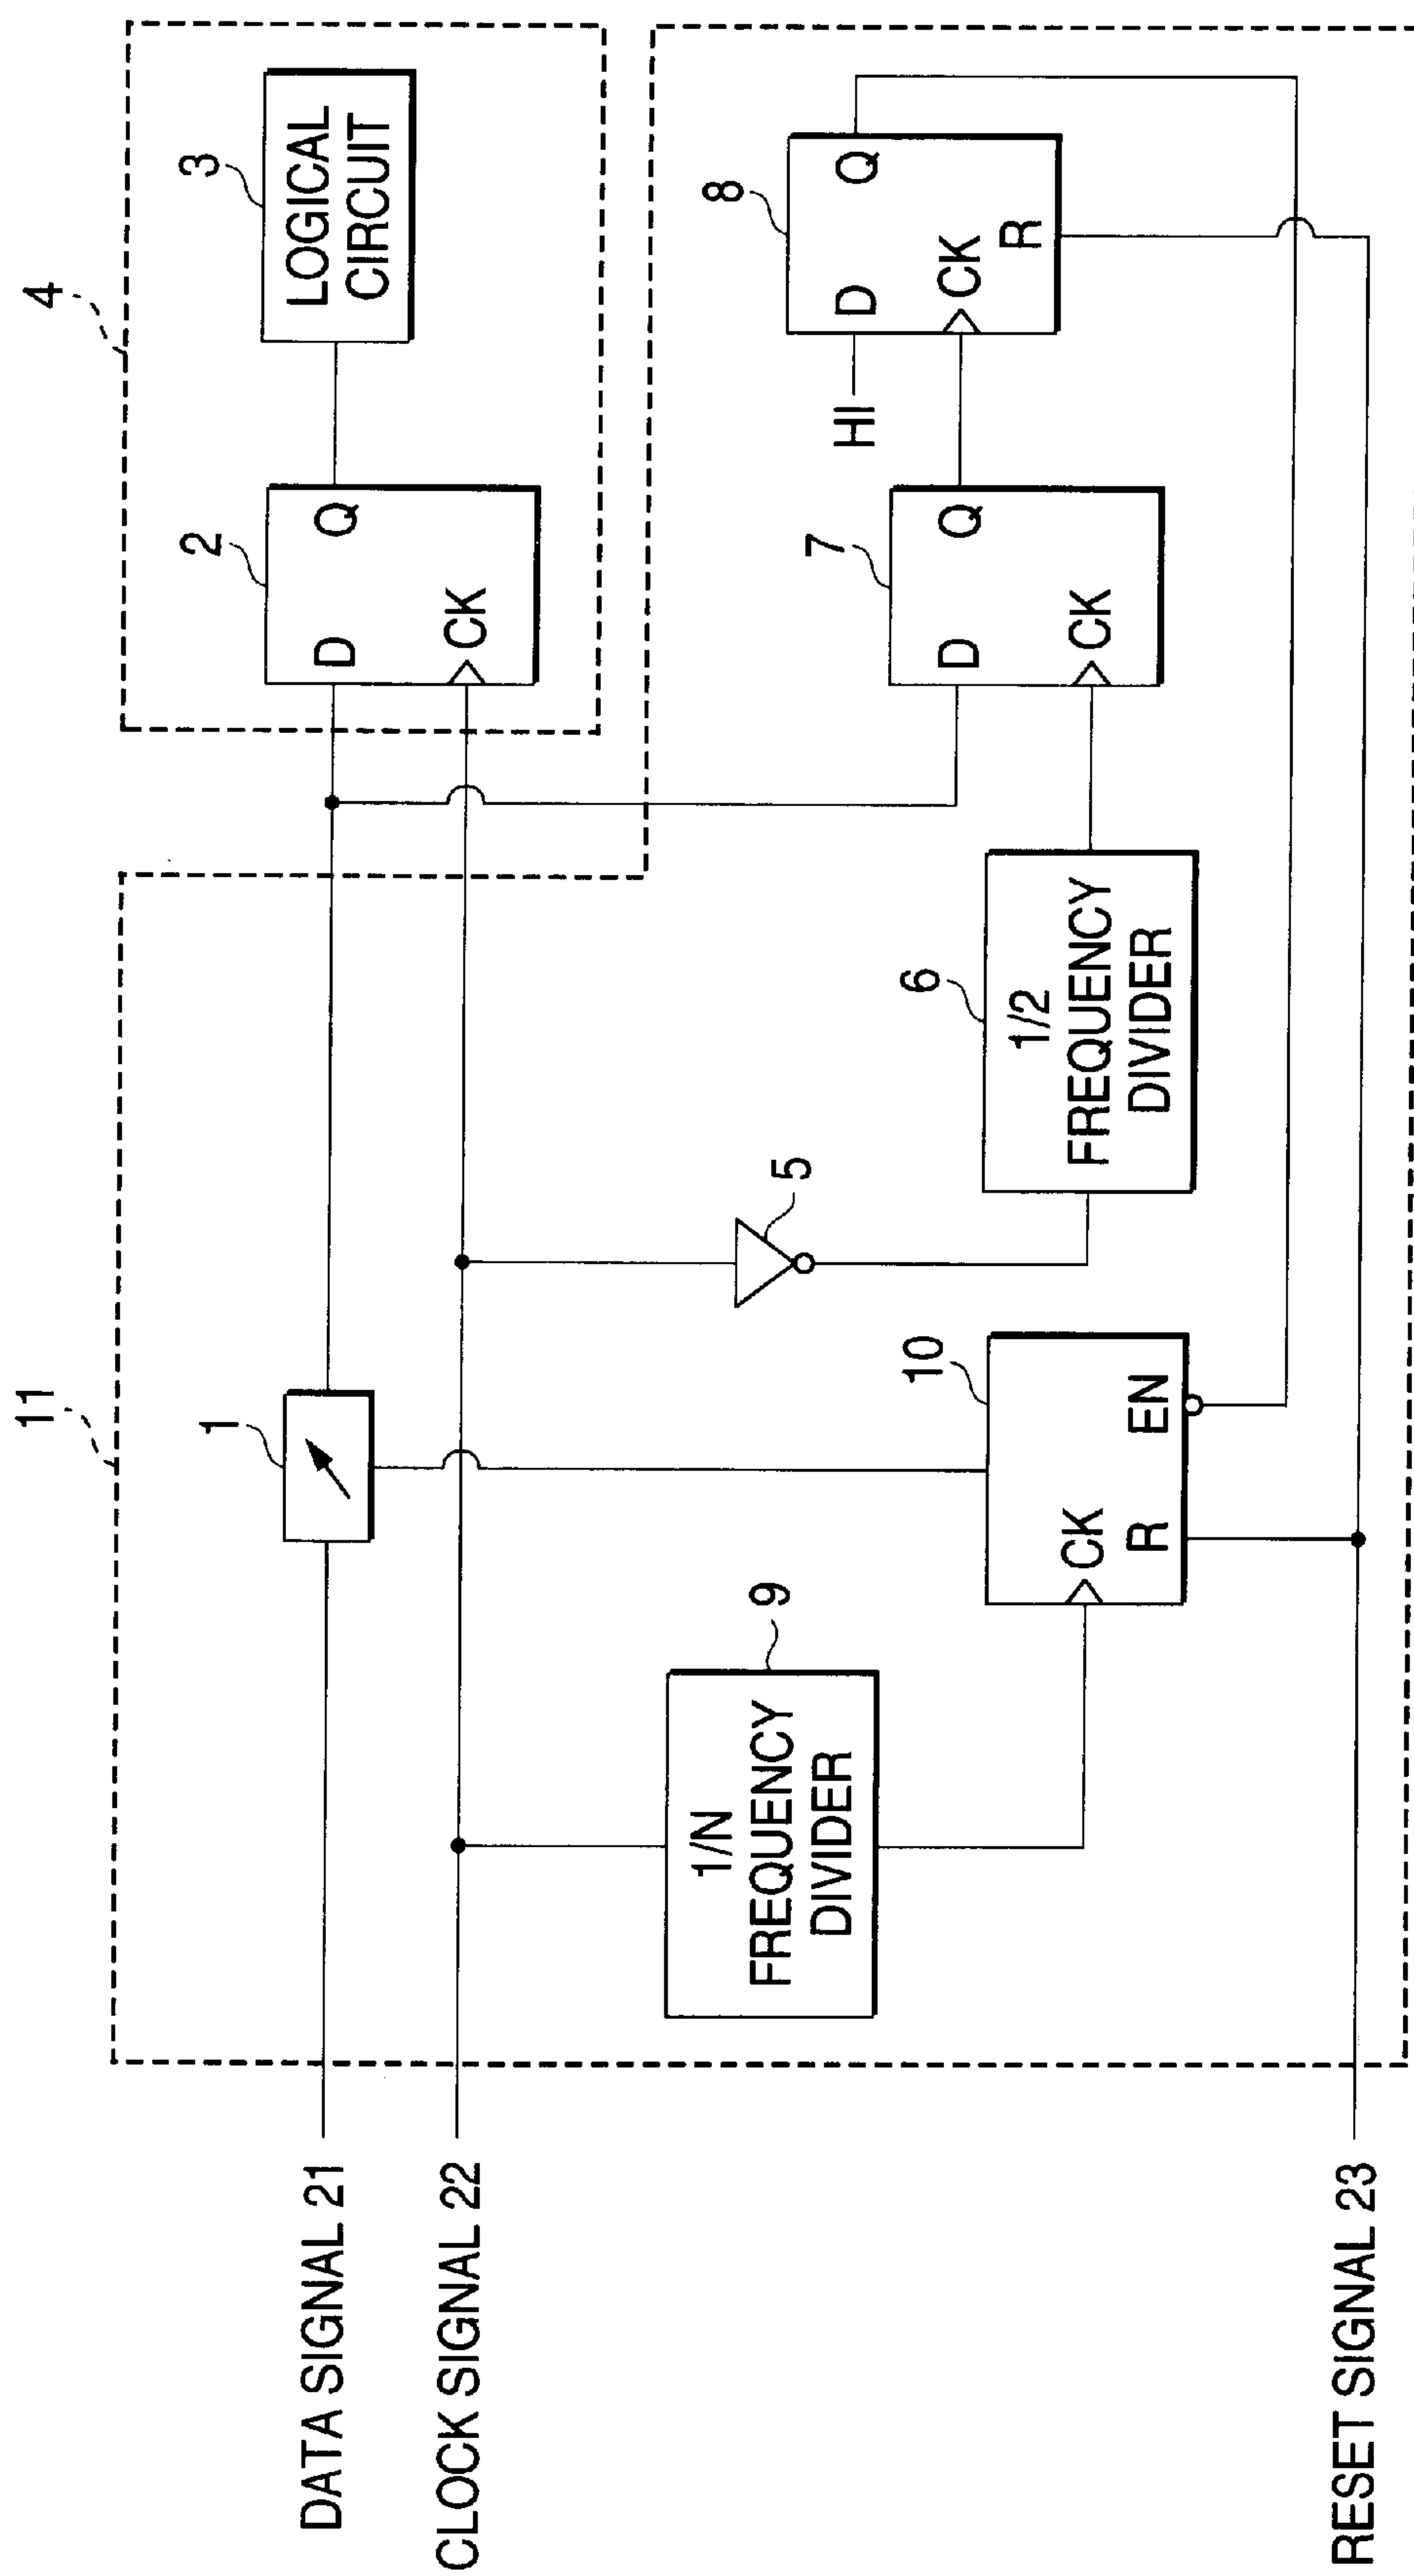 4
3
LOGICAL
CIRCUIT
2
D
Q
CK
11
1
DATA SIGNAL 21
CLOCK SIGNAL 22
5
8
D
Q
CK
R
HI
7
D
Q
CK
6
1/2
FREQUENCY
DIVIDER
10
CK
R
EN
9
1/N
FREQUENCY
DIVIDER
RESET SIGNAL 23